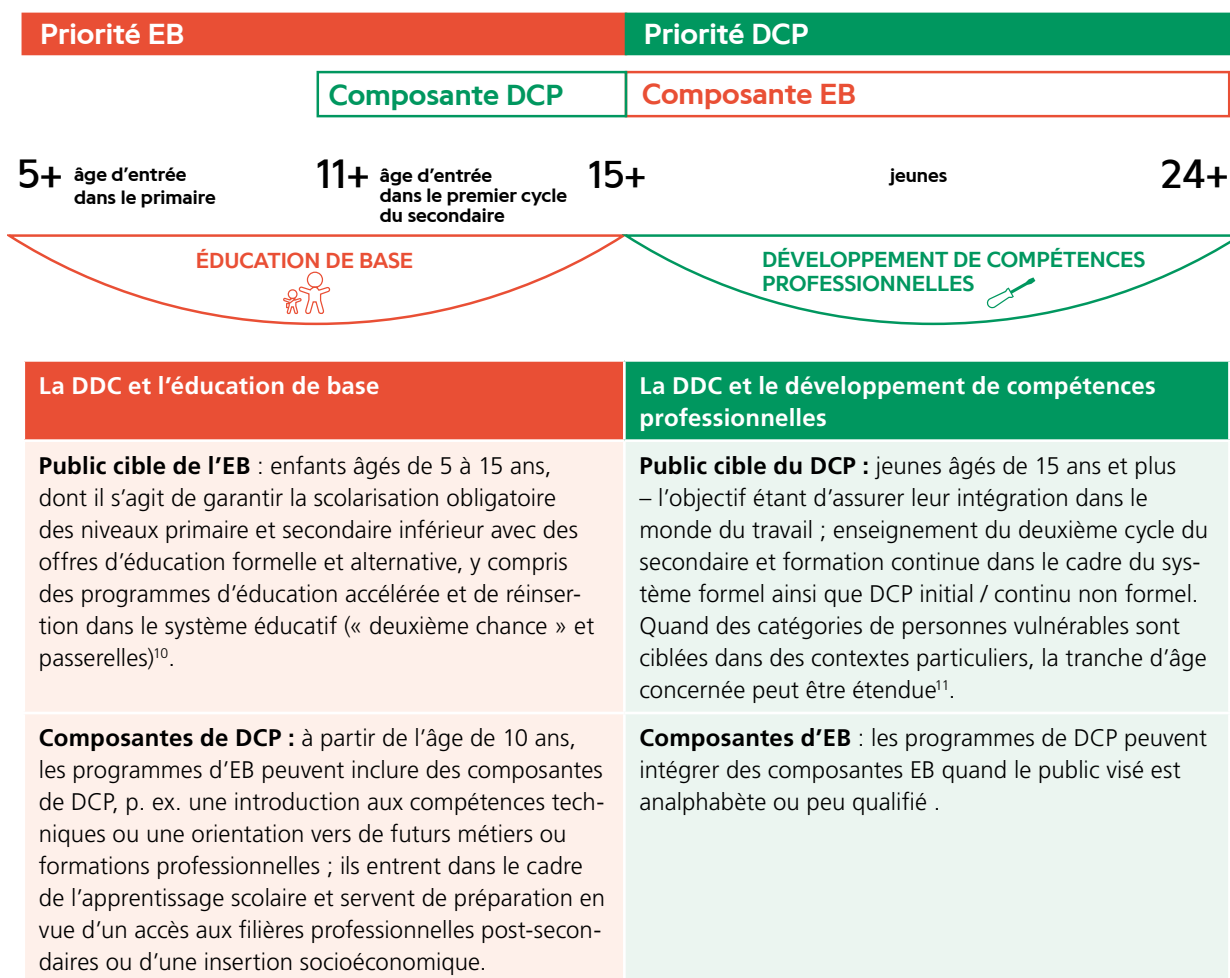 Priorité EB
Priorité DCP
Composante DCP
Composante EB
5+ âge d'entrée
dans le primaire
11+ âge d'entrée
dans le premier cycle
du secondaire
15+
jeunes
24+
ÉDUCATION DE BASE
DÉVELOPPEMENT DE COMPÉTENCES
PROFESSIONNELLES
La DDC et l'éducation de base
La DDC et le développement de compétences
professionnelles
Public cible de l'EB : enfants âgés de 5 à 15 ans,
dont il s'agit de garantir la scolarisation obligatoire
des niveaux primaire et secondaire inférieur avec des
offres d'éducation formelle et alternative, y compris
des programmes d'éducation accélérée et de réinser-
tion dans le système éducatif (« deuxième chance » et
passerelles)¹⁰.
Public cible du DCP : jeunes âgés de 15 ans et plus
– l'objectif étant d'assurer leur intégration dans le
monde du travail ; enseignement du deuxième cycle du
secondaire et formation continue dans le cadre du sys-
tème formel ainsi que DCP initial / continu non formel.
Quand des catégories de personnes vulnérables sont
ciblées dans des contextes particuliers, la tranche d'âge
concernée peut être étendue¹¹.
Composantes de DCP : à partir de l'âge de 10 ans,
les programmes d'EB peuvent inclure des composantes
de DCP, p. ex. une introduction aux compétences tech-
niques ou une orientation vers de futurs métiers ou
formations professionnelles ; ils entrent dans le cadre
de l'apprentissage scolaire et servent de préparation en
vue d'un accès aux filières professionnelles post-secon-
daires ou d'une insertion socioéconomique.
Composantes d'EB : les programmes de DCP peuvent
intégrer des composantes EB quand le public visé est
analphabète ou peu qualifié .